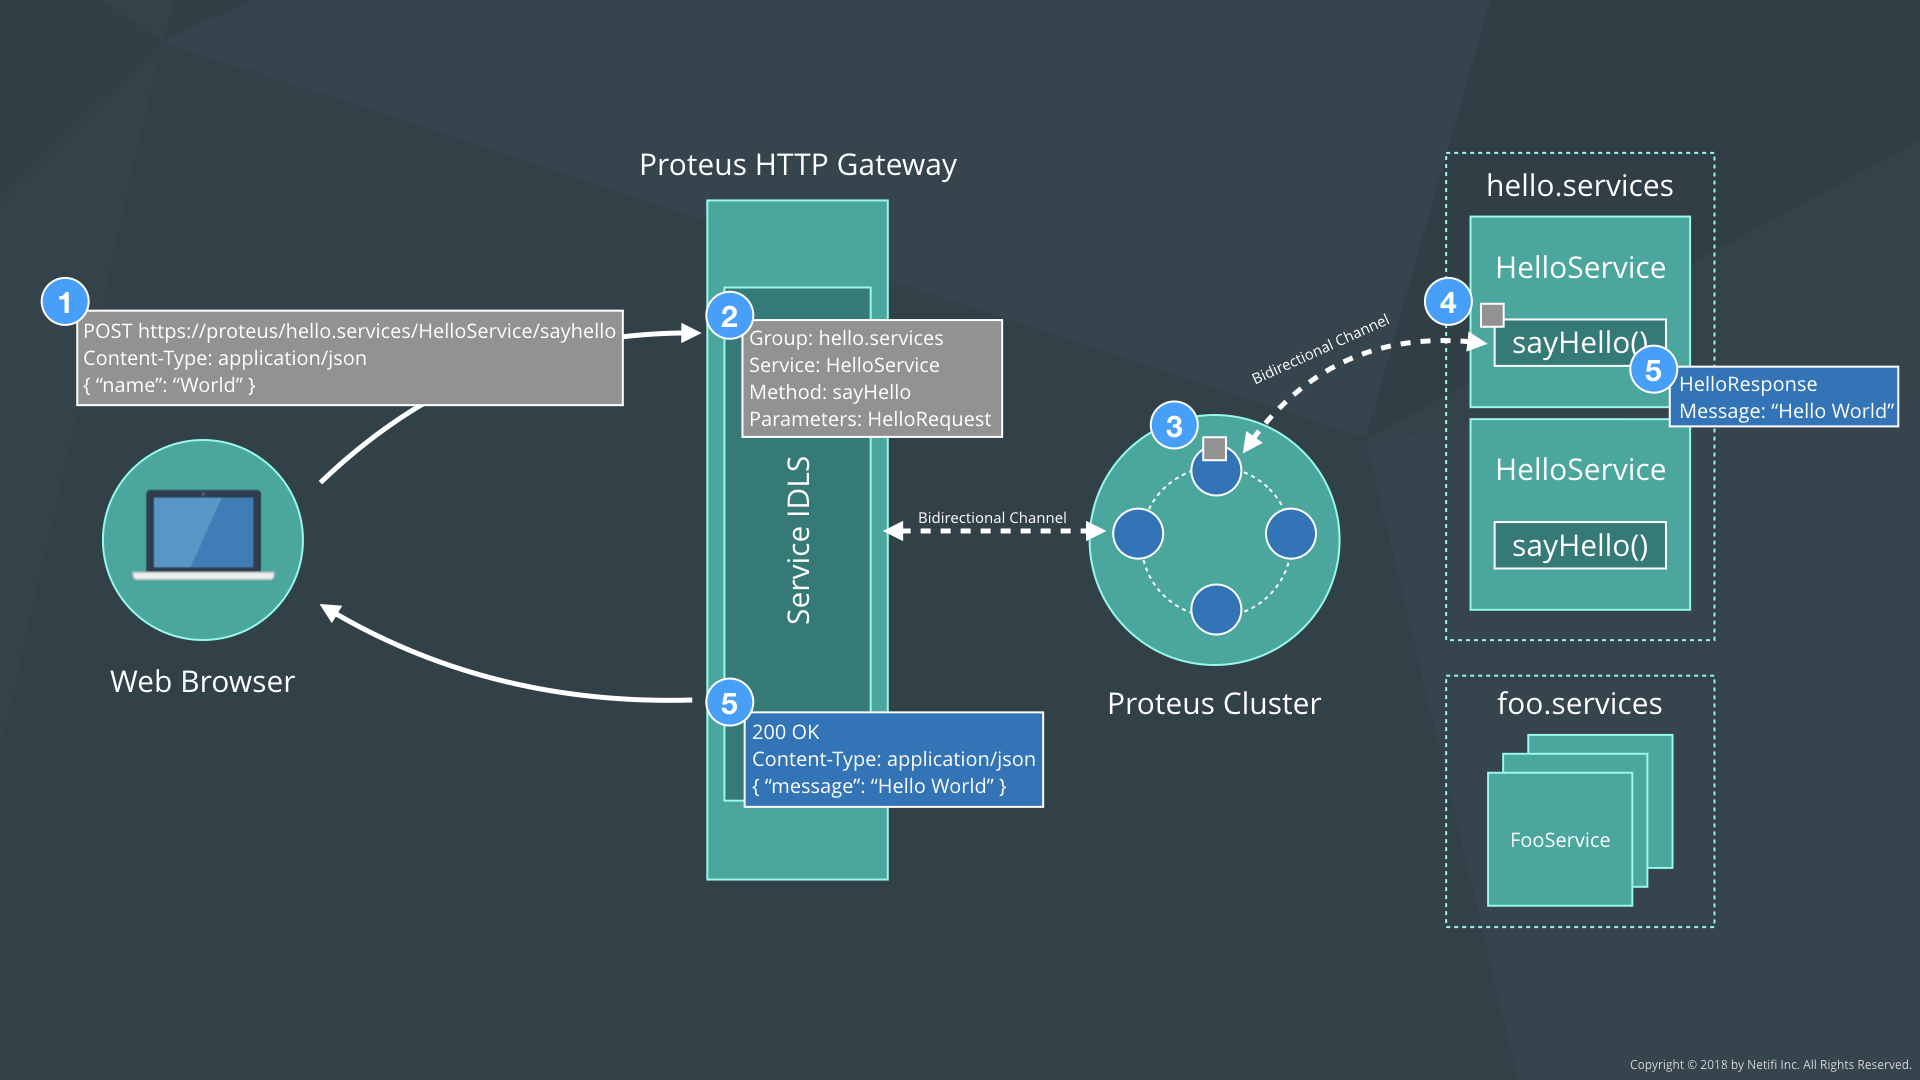 Proteus HTTP Gateway
hello.services
HelloService
1
POST https://proteus/hello.services/HelloService/sayhello
Content-Type: application/json
{ “name”: “World” }
2
Group: hello.services
Service: HelloService
Method: sayHello
Parameters: HelloRequest
Bidirectional Channel
4
sayHello()
5
HelloResponse
Message: “Hello World”
3
HelloService
sayHello()
Service IDLS
Bidirectional Channel
Web Browser
Proteus Cluster
foo.services
5
200 OK
Content-Type: application/json
{ “message”: “Hello World” }
FooService
Copyright © 2018 by Netifi Inc. All Rights Reserved.